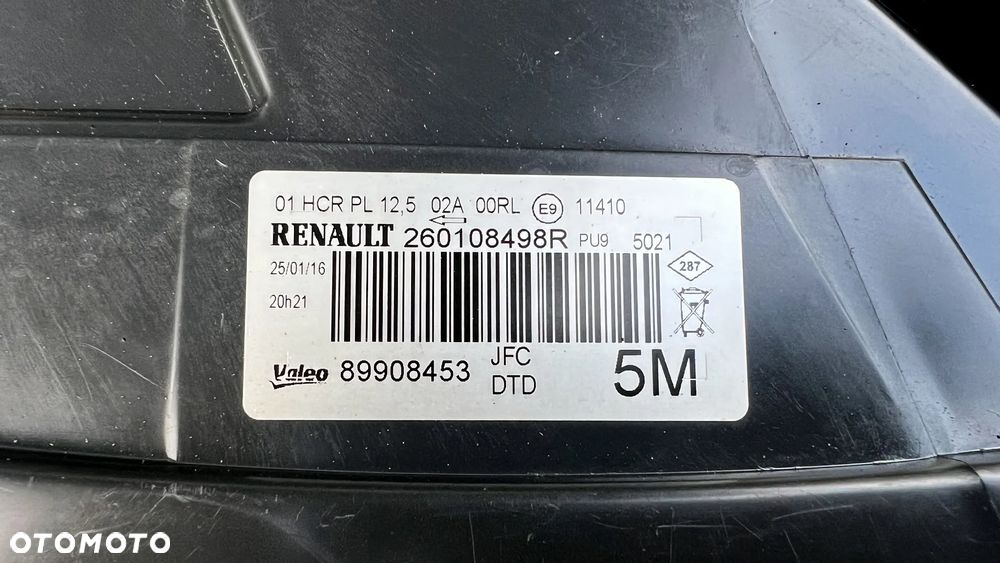 01 HCR PL 12,5 02A 00RL E9 11410
RENAULT 260108498R PU9 5021
25/01/16
287
20h21
Valeo 89908453 JFC
DTD
5M
OTOMOTO